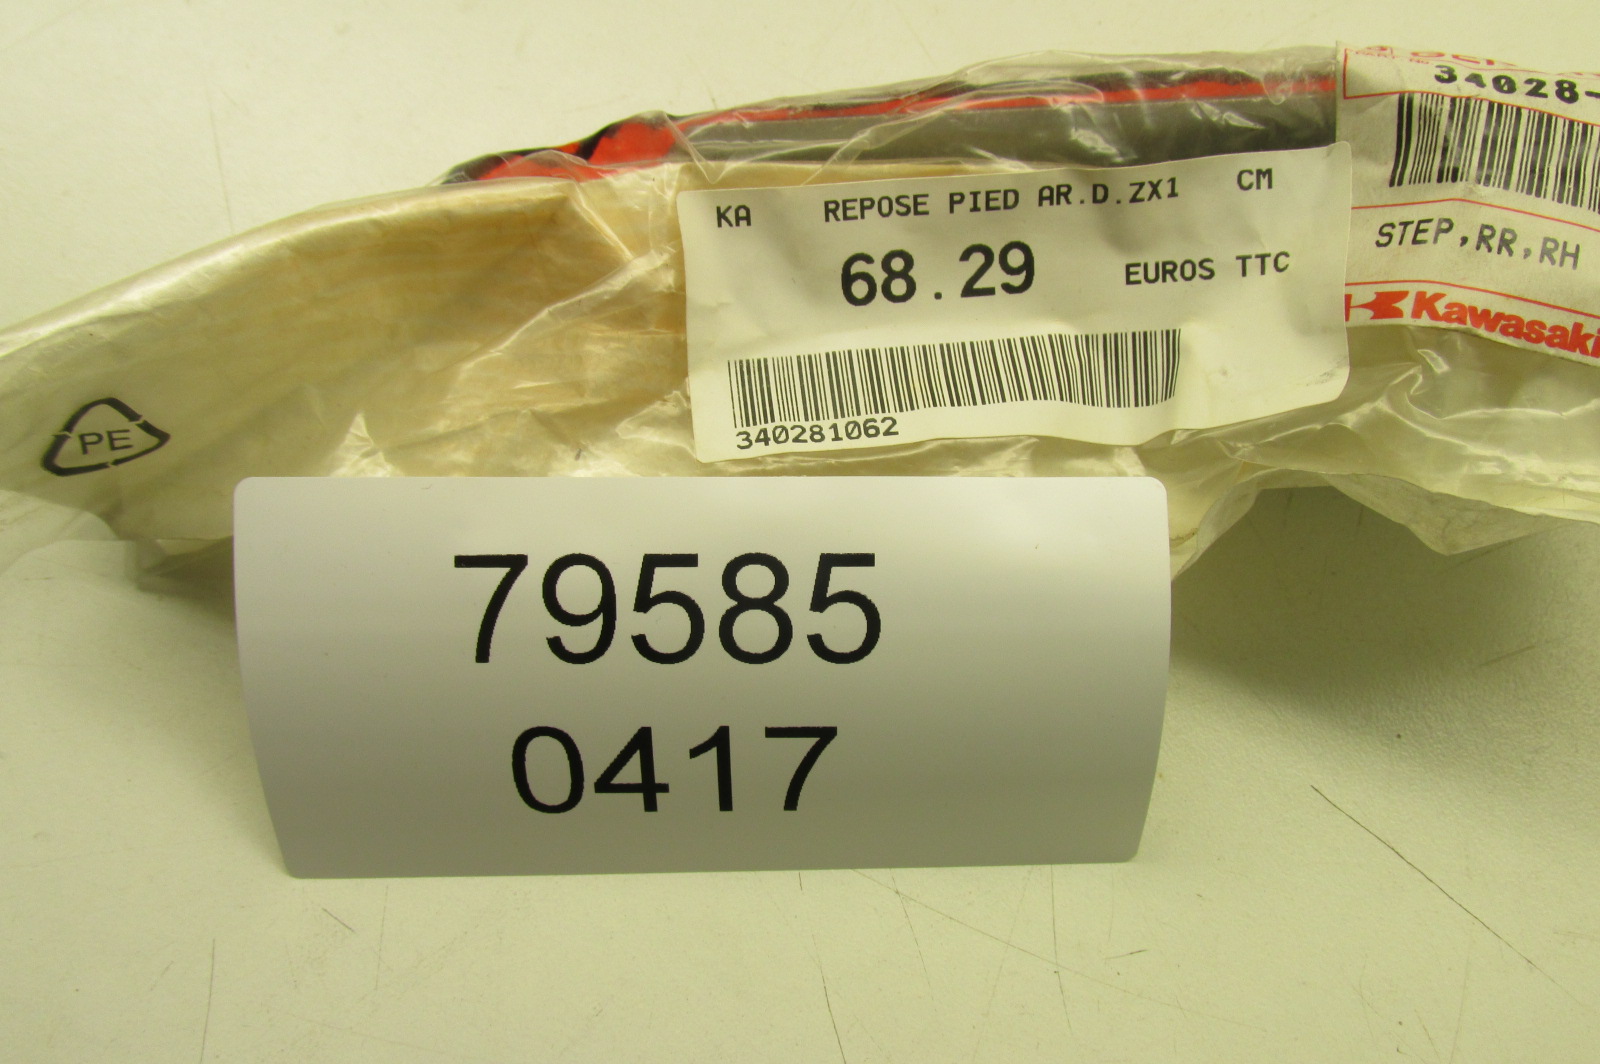 34028-
STEP,RR,RH
Kawasaki
KA REPOSE PIED AR.D.ZX1 CM
68.29 EUROS TTC
340281062
PE
79585
0417